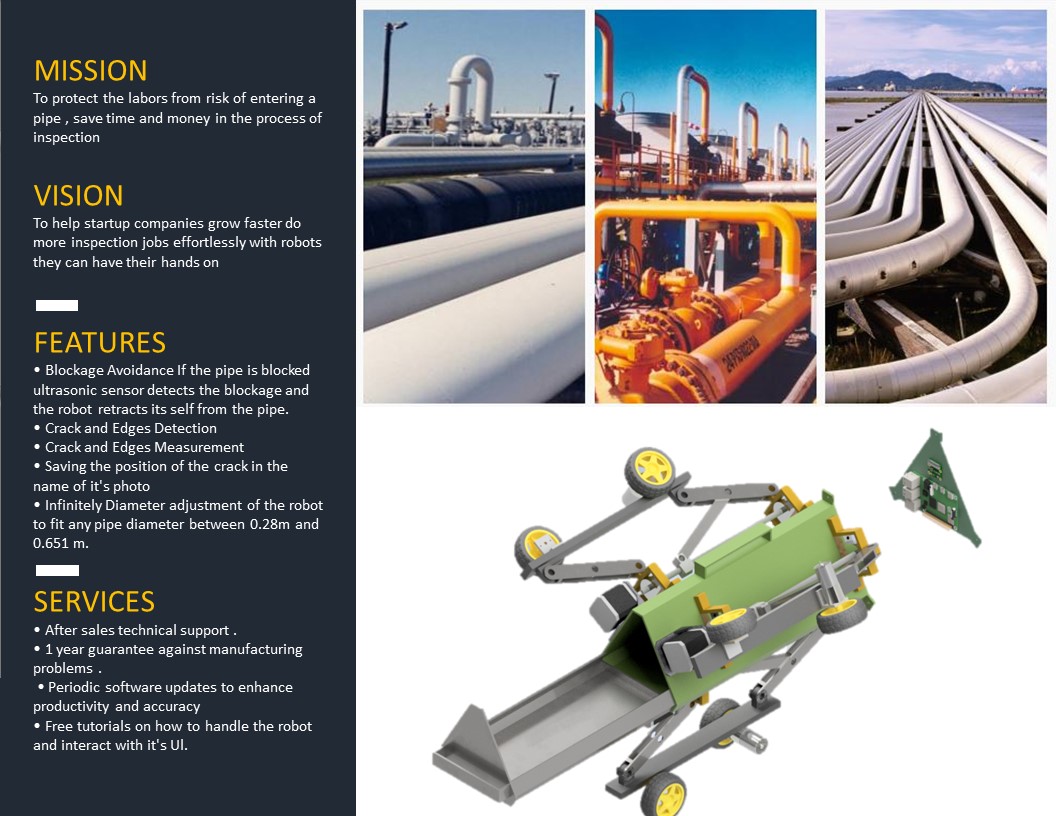 MISSION
To protect the labors from risk of entering a
pipe , save time and money in the process of
inspection
VISION
To help startup companies grow faster do
more inspection jobs effortlessly with robots
they can have their hands on
FEATURES
• Blockage Avoidance If the pipe is blocked
ultrasonic sensor detects the blockage and
the robot retracts its self from the pipe.
• Crack and Edges Detection
• Crack and Edges Measurement
• Saving the position of the crack in the
name of it's photo
• Infinitely Diameter adjustment of the robot
to fit any pipe diameter between 0.28m and
0.651 m.
SERVICES
• After sales technical support .
• 1 year guarantee against manufacturing
problems .
• Periodic software updates to enhance
productivity and accuracy
• Free tutorials on how to handle the robot
and interact with it's Ul.